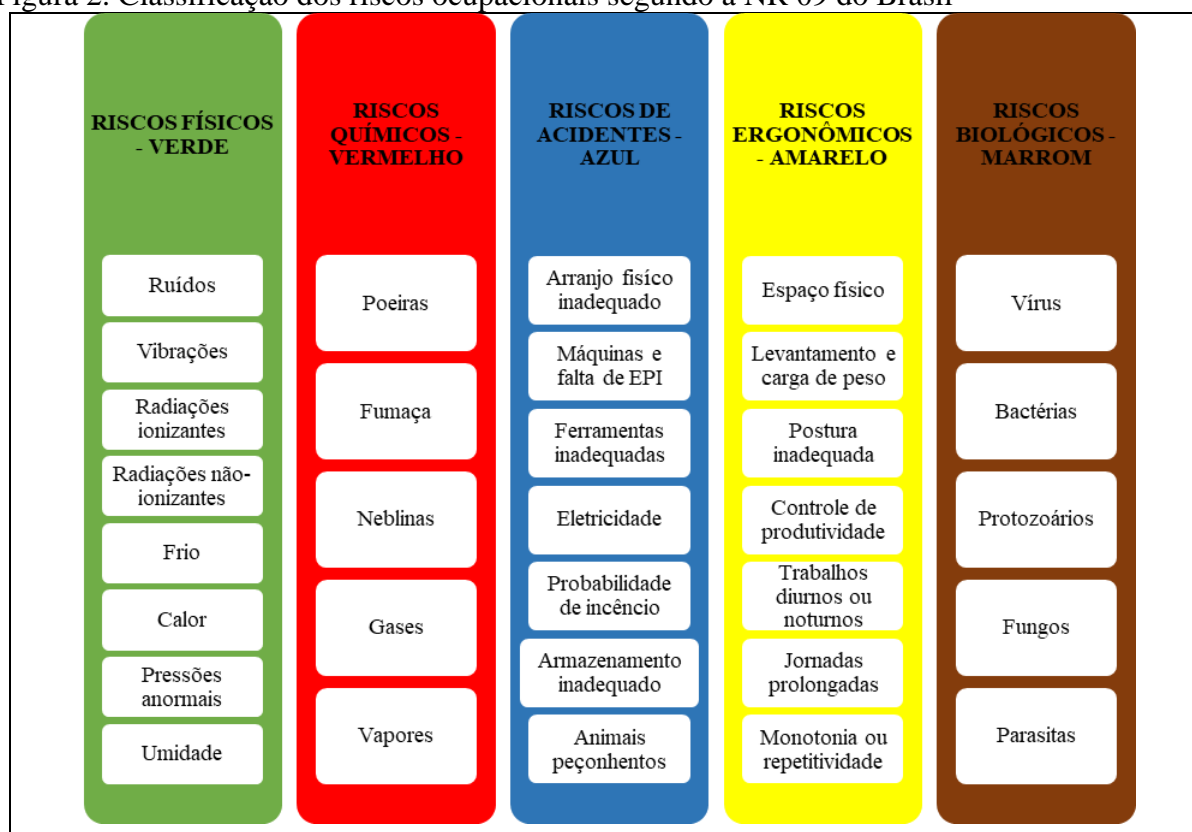 Figura 2. Classificação dos riscos ocupacionais segundo a NR 09 do Brasil
RISCOS FÍSICOS
- VERDE
Ruídos
Vibrações
Radiações
ionizantes
Radiações não-
ionizantes
Frio
Calor
Pressões
anormais
Umidade
RISCOS
QUÍMICOS -
VERMELHO
Poeiras
Fumaça
Neblinas
Gases
Vapores
RISCOS DE
ACIDENTES -
AZUL
Arranjo fisíco
inadequado
Máquinas e
falta de EPI
Ferramentas
inadequadas
Eletricidade
Probabilidade
de incêncio
Armazenamento
inadequado
Animais
peçonhentos
RISCOS
ERGONÔMICOS
- AMARELO
Espaço físico
Levantamento e
carga de peso
Postura
inadequada
Controle de
produtividade
Trabalhos
diurnos ou
noturnos
Jornadas
prolongadas
Monotonia ou
repetitividade
RISCOS
BIOLÓGICOS -
MARROM
Vírus
Bactérias
Protozoários
Fungos
Parasitas